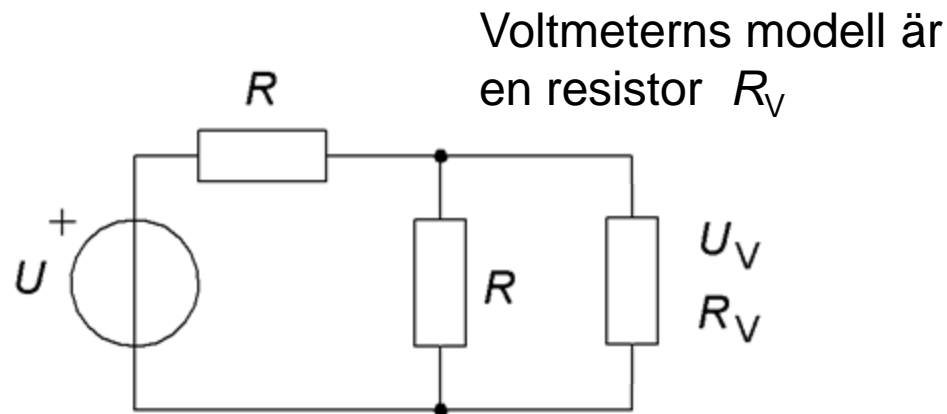 Voltmeterns modell är
en resistor R_V
R
+
U
R
U_V
R_V